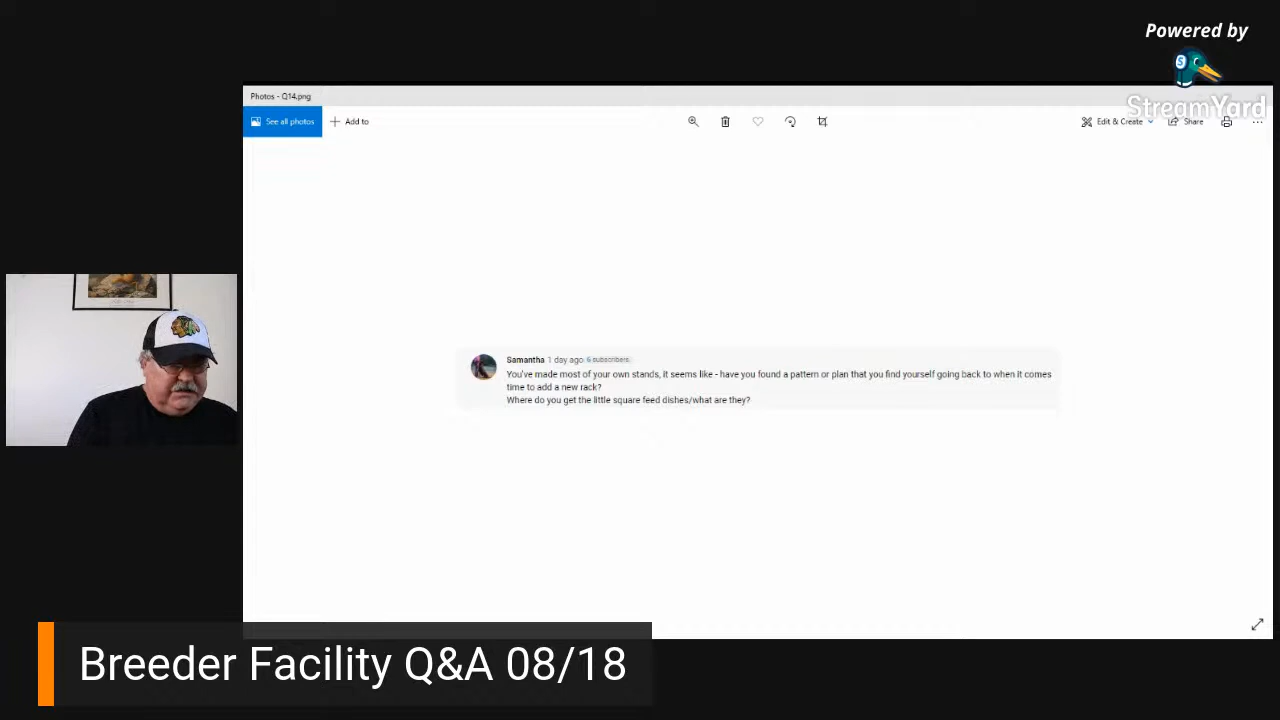 Powered by
StreamYard
Photos - Q14.png
See all photos
Add to
Edit & Create
Share
Samantha 1 day ago 6 subscribers
You've made most of your own stands, it seems like - have you found a pattern or plan that you find yourself going back to when it comes
time to add a new rack?
Where do you get the little square feed dishes/what are they?
Breeder Facility Q&A 08/18